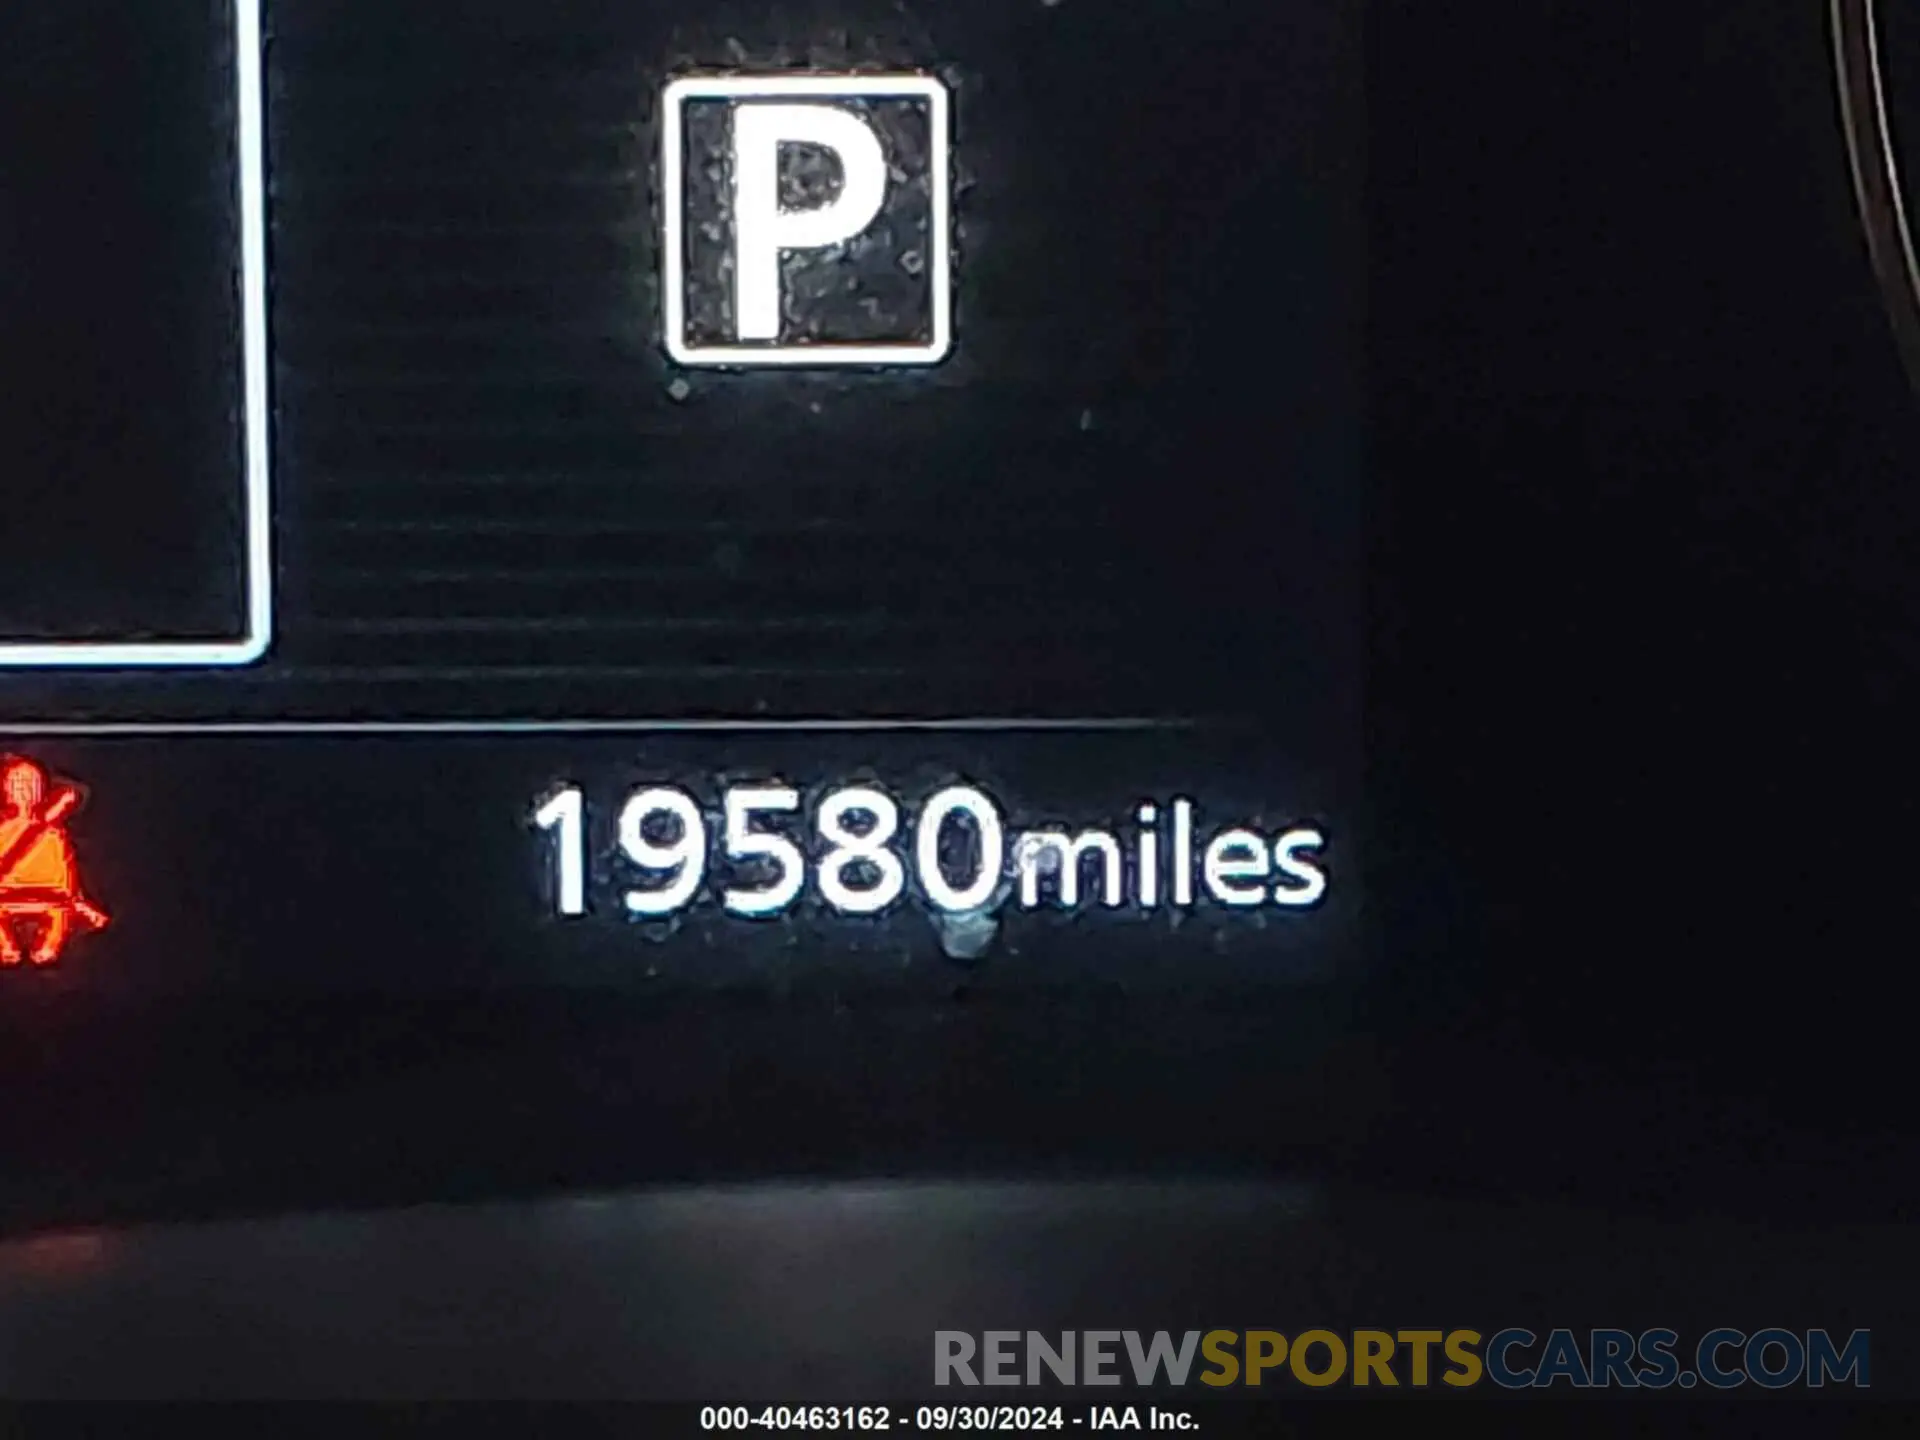 P
19580miles
RENEWSPORTSCARS.COM
000-40463162 - 09/30/2024 - IAA Inc.